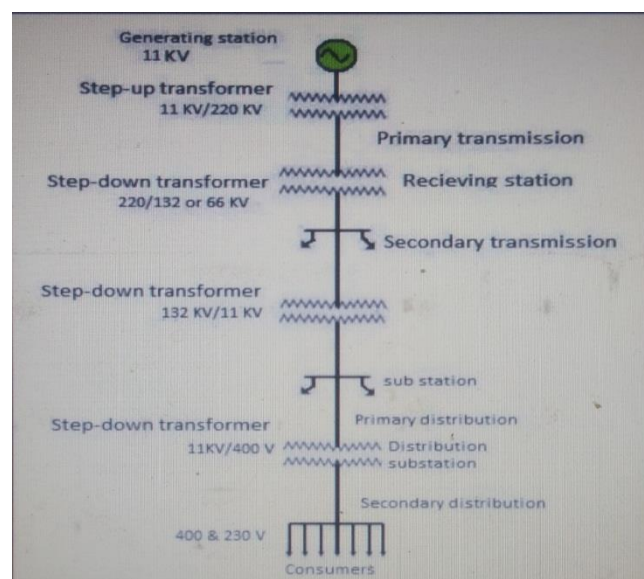 Generating station
11 KV
Step-up transformer
11 KV/220 KV
Primary transmission
Step-down transformer
220/132 or 66 KV
Recieving station
Secondary transmission
Step-down transformer
132 KV/11 KV
sub station
Primary distribution
Step-down transformer
11KV/400 V
Distribution
substation
Secondary distribution
400 & 230 V
Consumers